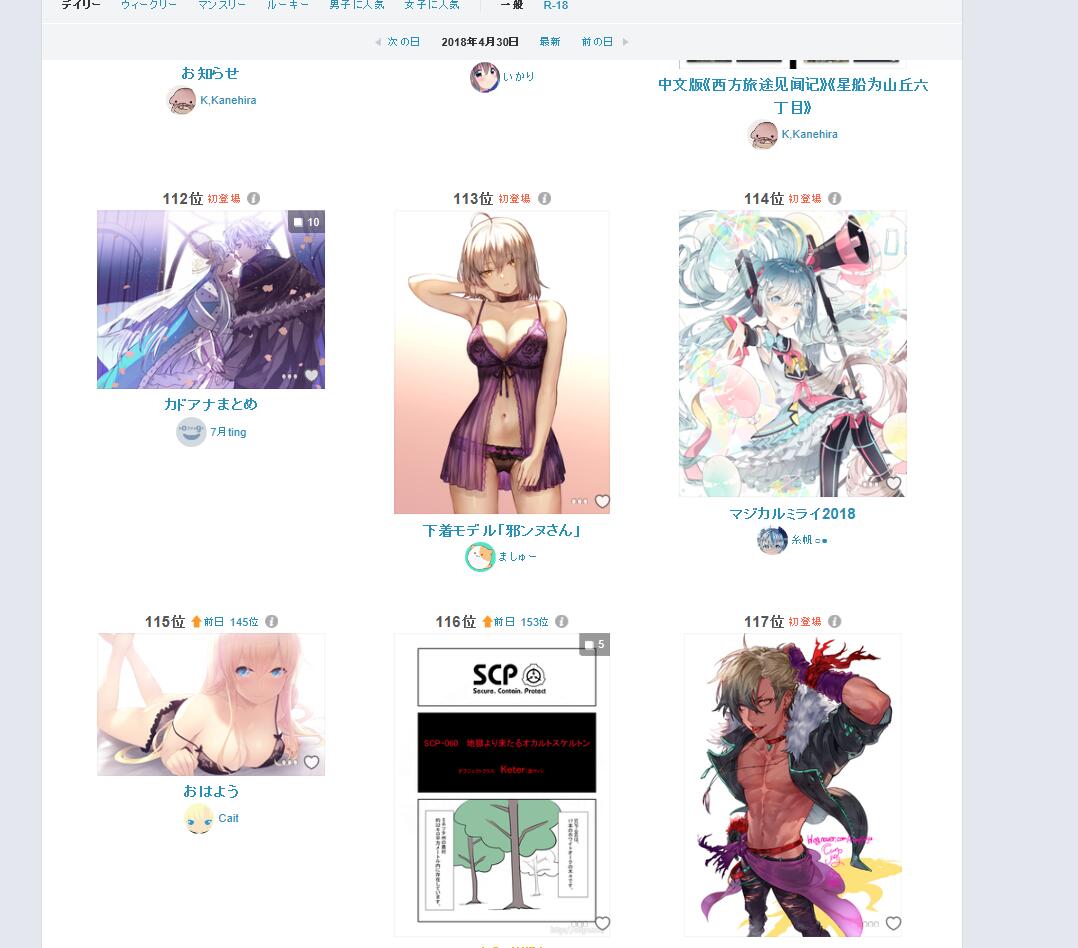 デイリー ウィークリー マンスリー ルーキー 男子に人気 女子に人気 一般 R-18
次の日 2018年4月30日 最新 前の日
お知らせ
K,Kanehira
いかり
中文版《西方旅途见闻记》《星船为山丘六
丁目》
K,Kanehira
112位 初登場
10
カドアナまとめ
7月ting
113位 初登場
下着モデル「邪ンヌさん」
ましゅー
114位 初登場
マジカルミライ2018
糸帆○●
115位 前日 145位
おはよう
Cait
116位 前日 153位
5
SCP
Secure. Contain. Protect
SCP-060 地獄より来たるオカルトスケルトン
オブジェクトクラス Keter
117位 初登場